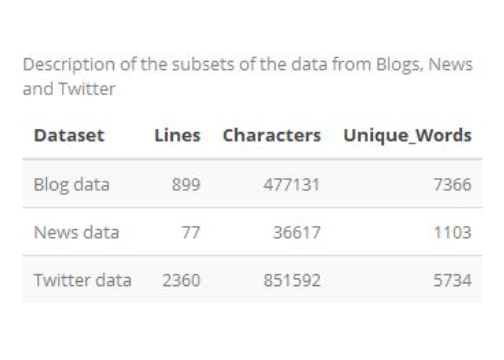 Description of the subsets of the data from Blogs, News
and Twitter
Dataset Lines Characters Unique_Words
Blog data 899 477131 7366
News data 77 36617 1103
Twitter data 2360 851592 5734